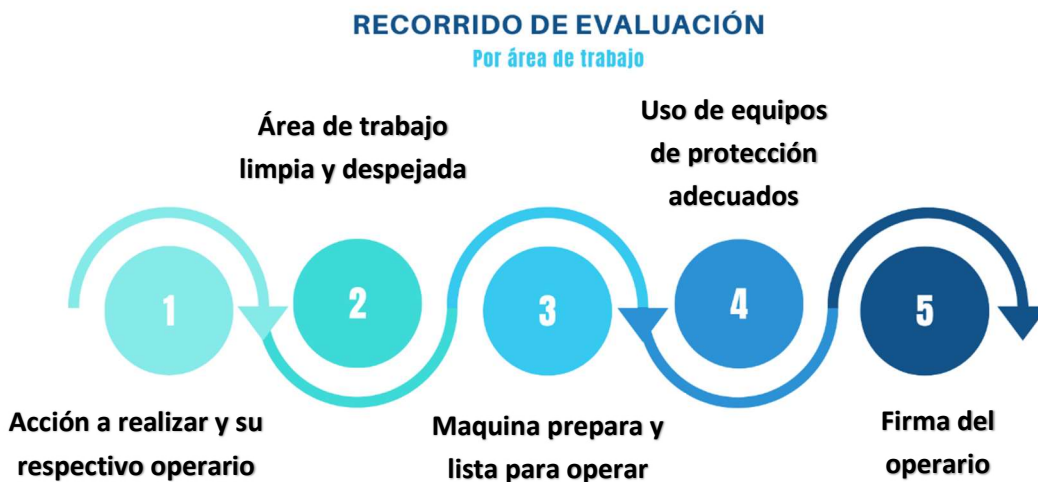 RECORRIDO DE EVALUACIÓN
Por área de trabajo
Área de trabajo
limpia y despejada
Uso de equipos
de protección
adecuados
1
2
3
4
5
Acción a realizar y su
respectivo operario
Maquina prepara y
lista para operar
Firma del
operario